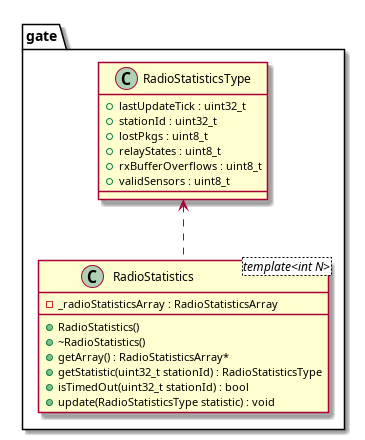 gate
C RadioStatisticsType
lastUpdateTick : uint32_t
stationId : uint32_t
lostPkgs : uint8_t
relayStates : uint8_t
rxBufferOverflows : uint8_t
validSensors : uint8_t
template<int N>
C RadioStatistics
_radioStatisticsArray : RadioStatisticsArray
RadioStatistics()
~RadioStatistics()
getArray() : RadioStatisticsArray*
getStatistic(uint32_t stationId) : RadioStatisticsType
isTimedOut(uint32_t stationId) : bool
update(RadioStatisticsType statistic) : void